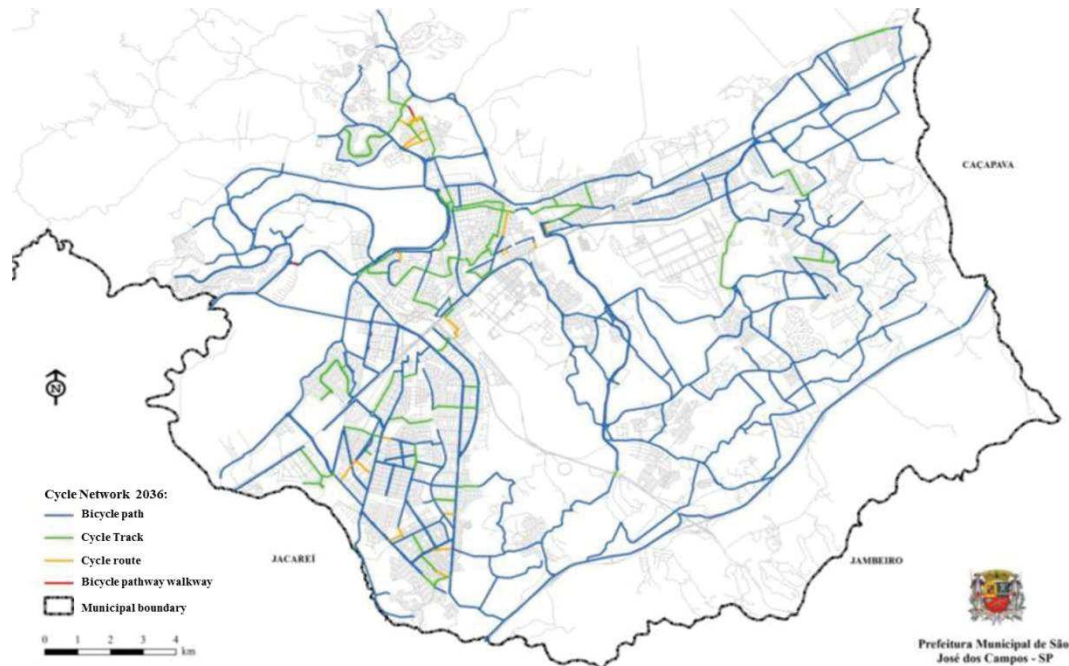 CAÇAPAVA
N
Cycle Network 2036:
Bicycle path
Cycle Track
Cycle route
Bicycle pathway walkway
Municipal boundary
0 1 2 3 4
km
JACAREÍ
JAMBEIRO
Prefeitura Municipal de São
José dos Campos - SP